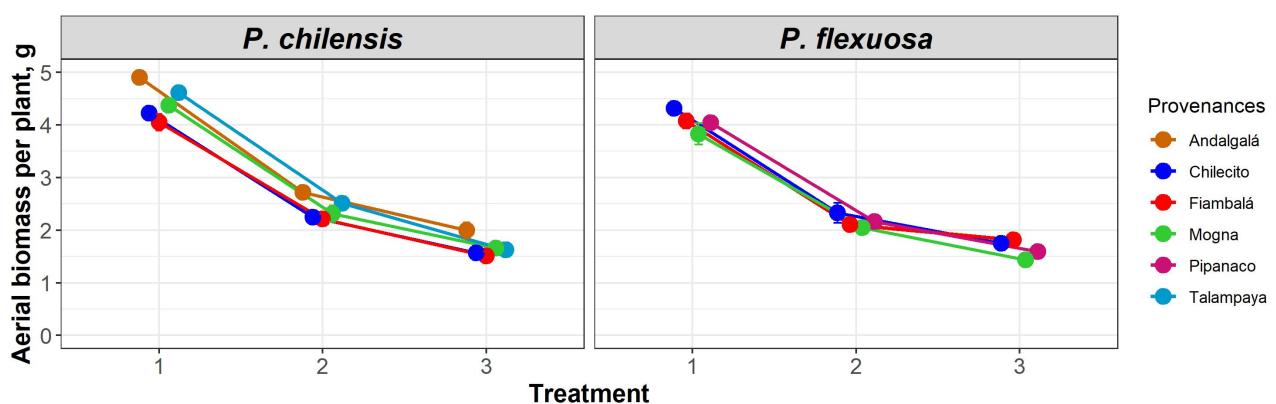 P. chilensis
P. flexuosa
Aerial biomass per plant, g
5
4
3
2
1
0
1
2
3
1
2
3
Treatment
Provenances
Andalgalá
Chilecito
Fiambalá
Mogna
Pipanaco
Talampaya